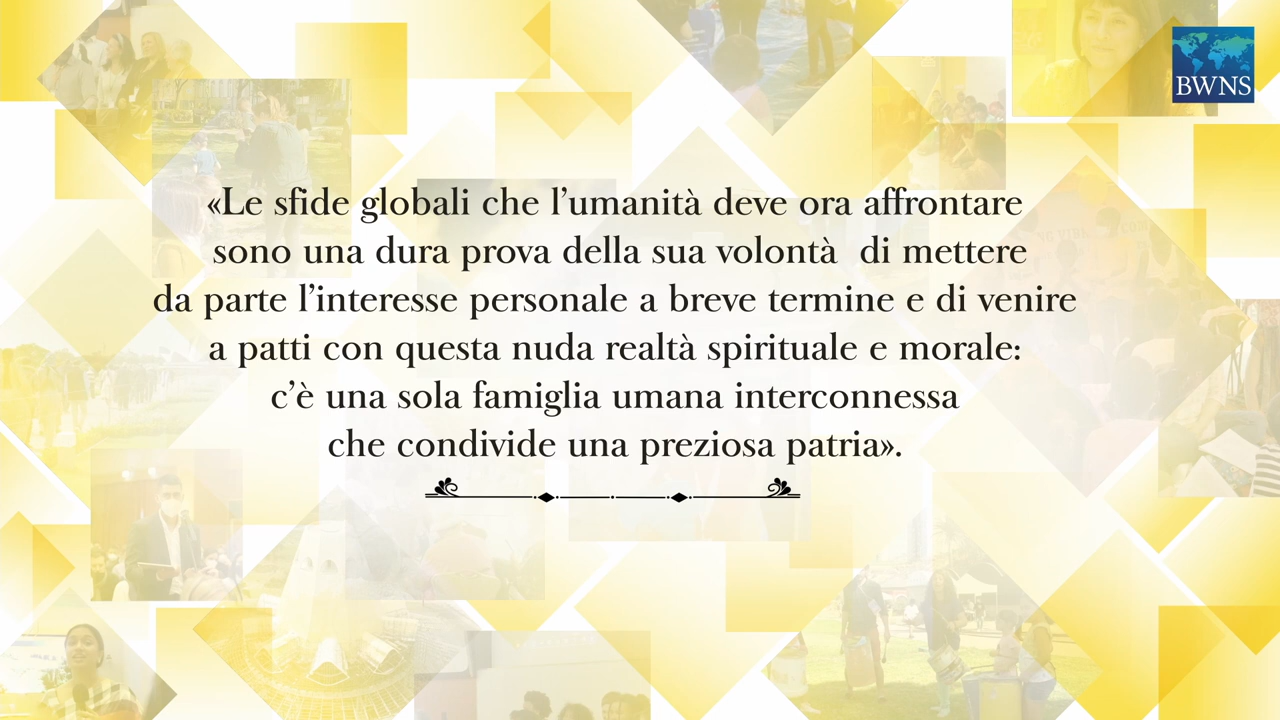 BWNS
«Le sfide globali che l’umanità deve ora affrontare
sono una dura prova della sua volontà  di mettere
da parte l’interesse personale a breve termine e di venire
a patti con questa nuda realtà spirituale e morale:
c’è una sola famiglia umana interconnessa
che condivide una preziosa patria».